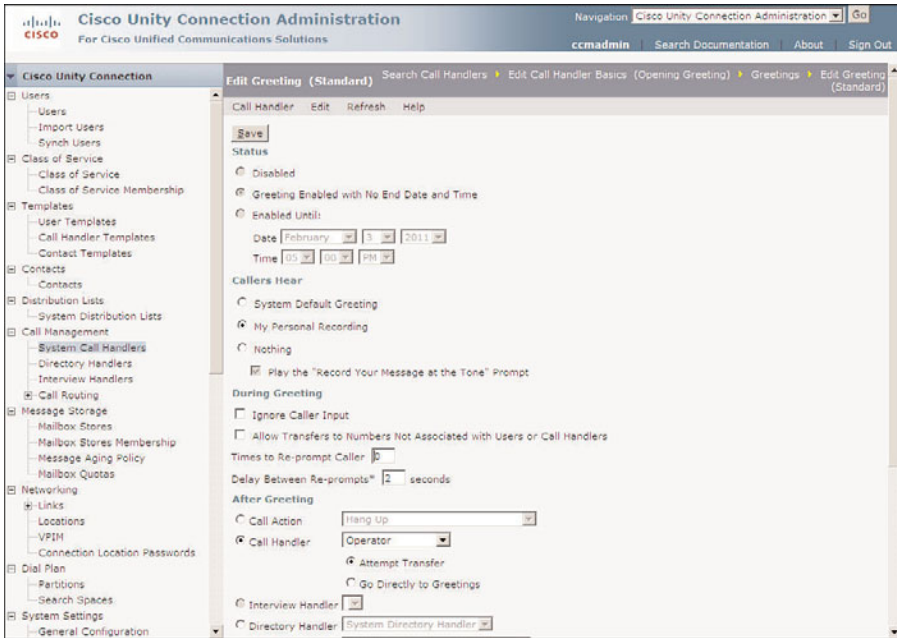 Cisco Unity Connection Administration
For Cisco Unified Communications Solutions
cisco
Navigation Cisco Unity Connection Administration Go
ccmadmin Search Documentation About Sign Out
Cisco Unity Connection
Users
Users
Import Users
Synch Users
Class of Service
Class of Service
Class of Service Membership
Templates
User Templates
Call Handler Templates
Contact Templates
Contacts
Contacts
Distribution Lists
System Distribution Lists
Call Management
System Call Handlers
Directory Handlers
Interview Handlers
Call Routing
Message Storage
Mailbox Stores
Mailbox Stores Membership
Message Aging Policy
Mailbox Quotas
Networking
Links
Locations
VPIM
Connection Location Passwords
Dial Plan
Partitions
Search Spaces
System Settings
General Configuration
Edit Greeting (Standard)
Search Call Handlers Edit Call Handler Basics (Opening Greeting) Greetings Edit Greeting
(Standard)
Call Handler Edit Refresh Help
Save
Status
Disabled
Greeting Enabled with No End Date and Time
Enabled Until:
Date February 3 2011
Time 05 00 PM
Callers Hear
System Default Greeting
My Personal Recording
Nothing
Play the "Record Your Message at the Tone" Prompt
During Greeting
Ignore Caller Input
Allow Transfers to Numbers Not Associated with Users or Call Handlers
Times to Re-prompt Caller 0
Delay Between Re-prompts* 2 seconds
After Greeting
Call Action Hang Up
Call Handler Operator
Attempt Transfer
Go Directly to Greetings
Interview Handler
Directory Handler System Directory Handler